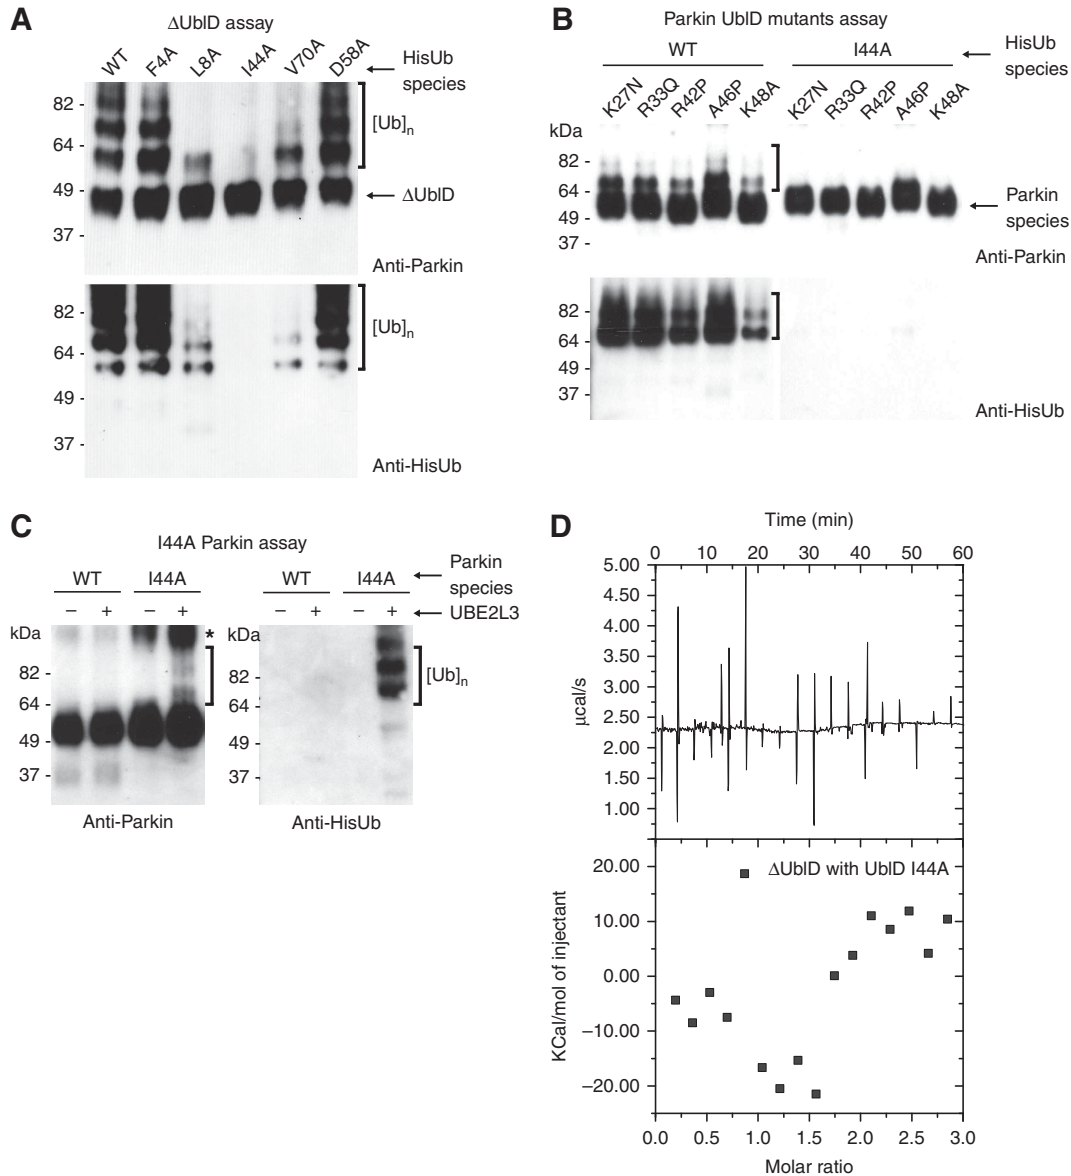 A
ΔUblD assay
WT F4A L8A I44A V70A D58A
HisUb species
82 -
64 -
49 -
37 -
[Ub]n
ΔUblD
Anti-Parkin
82 -
64 -
49 -
37 -
[Ub]n
Anti-HisUb
B
Parkin UblD mutants assay
WT I44A
HisUb species
K27N R33Q R42P A46P K48A K27N R33Q R42P A46P K48A
kDa
82 -
64 -
49 -
37 -
Parkin species
Anti-Parkin
82 -
64 -
49 -
37 -
Anti-HisUb
C
I44A Parkin assay
WT I44A WT I44A
Parkin species
– + – + – + – +
UBE2L3
kDa
82 -
64 -
49 -
37 -
*
kDa
82 -
64 -
49 -
37 -
[Ub]n
Anti-Parkin Anti-HisUb
D
Time (min)
0 10 20 30 40 50 60
5.00
4.50
4.00
3.50
3.00
2.50
2.00
1.50
1.00
μcal/s
ΔUblD with UblD I44A
20.00
10.00
0.00
–10.00
–20.00
KCal/mol of injectant
0.0 0.5 1.0 1.5 2.0 2.5 3.0
Molar ratio